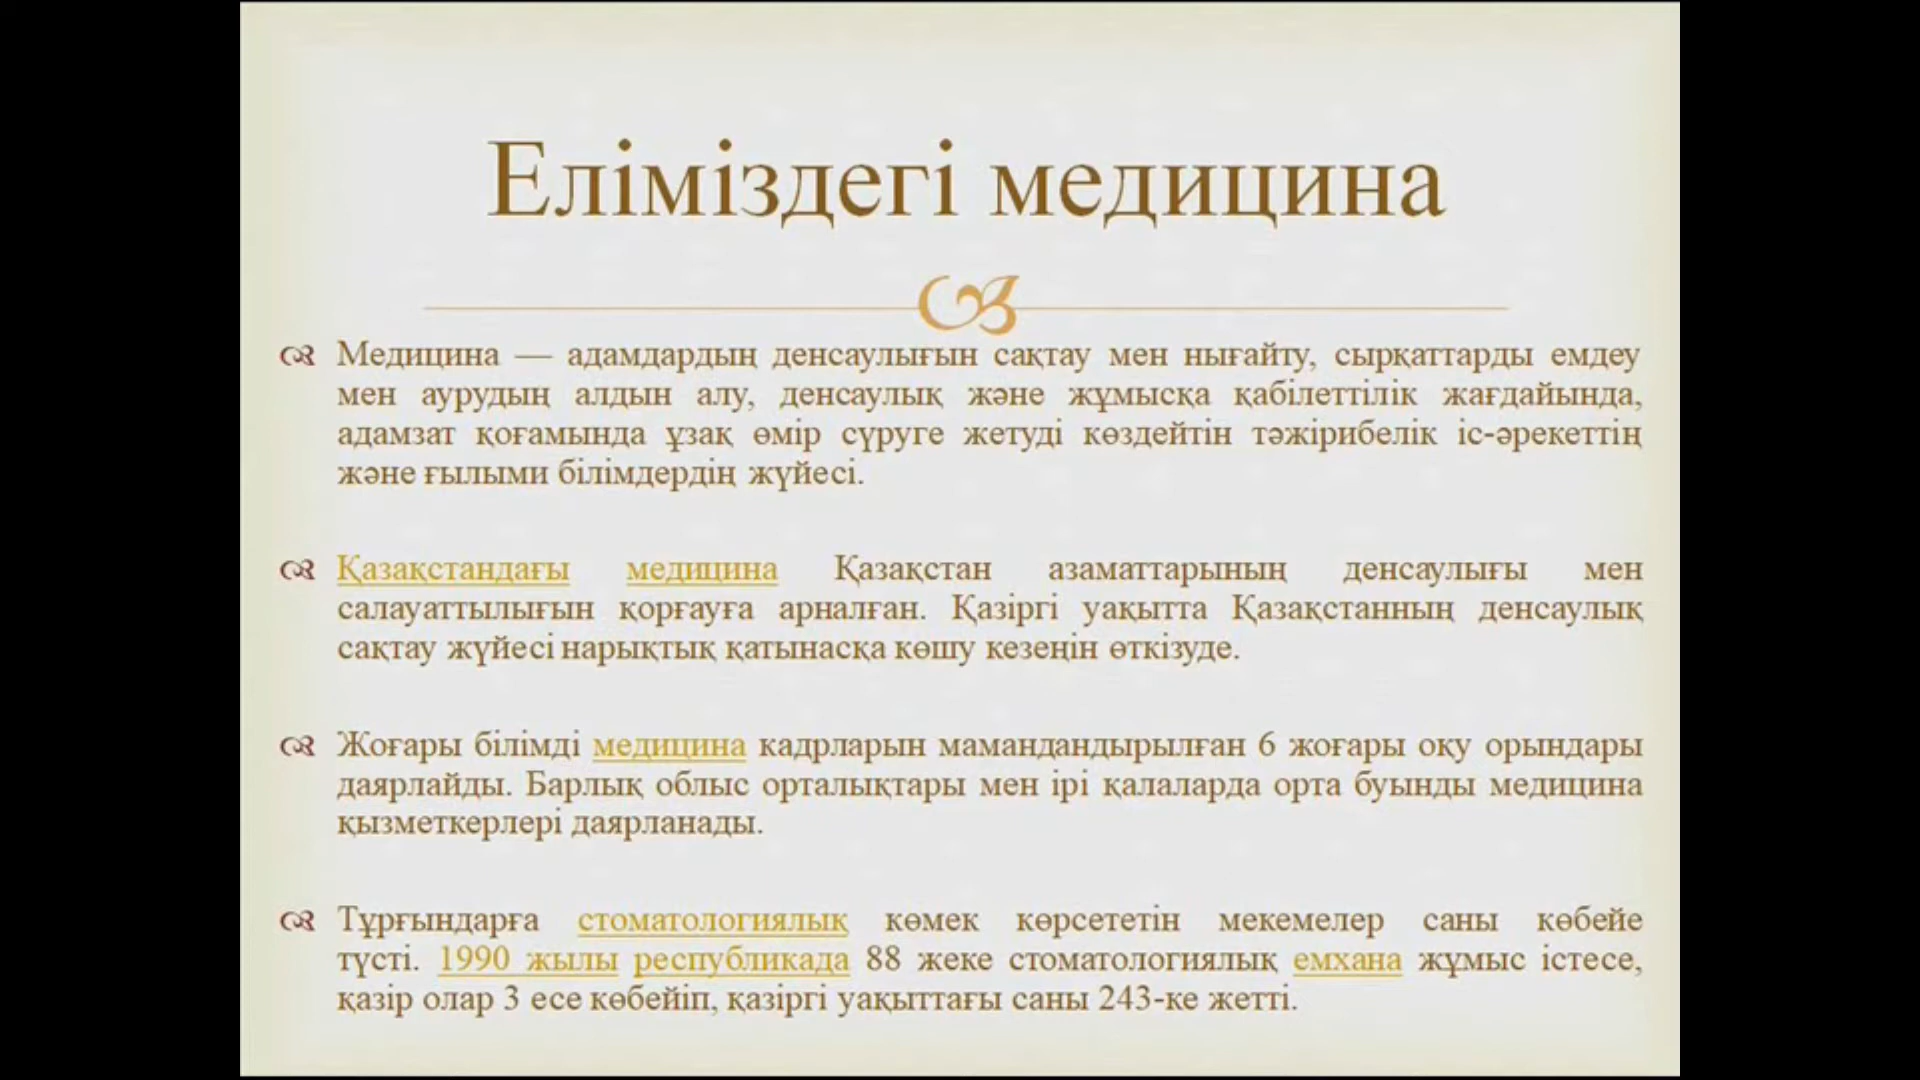 Еліміздегі медицина
Медицина — адамдардың денсаулығын сақтау мен нығайту, сырқаттарды емдеу
мен аурудың алдын алу, денсаулық және жұмысқа қабілеттілік жағдайында,
адамзат қоғамында ұзақ өмір сүруге жетуді көздейтін тәжірибелік іс-әрекеттің
және ғылыми білімдердің жүйесі.
Қазақстандағы медицина Қазақстан азаматтарының денсаулығы мен
салауаттылығын қорғауға арналған. Қазіргі уақытта Қазақстанның денсаулық
сақтау жүйесі нарықтық қатынасқа көшу кезеңін өткізуде.
Жоғары білімді медицина кадрларын мамандандырылған 6 жоғары оқу орындары
даярлайды. Барлық облыс орталықтары мен ірі қалаларда орта буынды медицина
қызметкерлері даярланады.
Тұрғындарға стоматологиялық көмек көрсететін мекемелер саны көбейе
түсті. 1990 жылы республикада 88 жеке стоматологиялық емхана жұмыс істесе,
қазір олар 3 есе көбейіп, қазіргі уақыттағы саны 243-ке жетті.